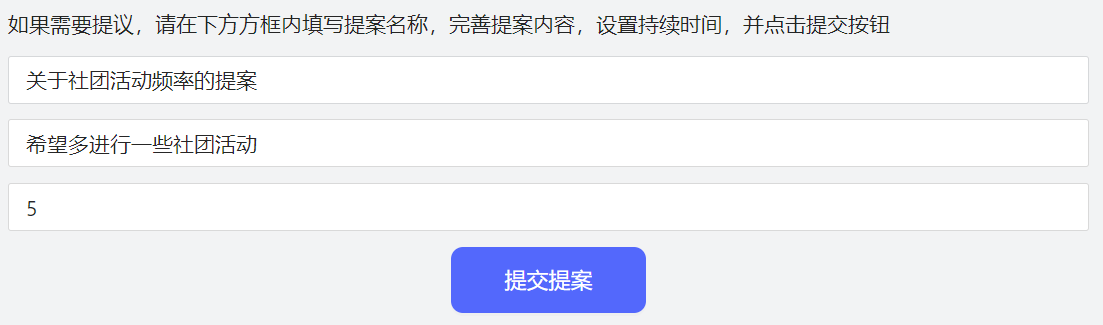 如果需要提议，请在下方方框内填写提案名称，完善提案内容，设置持续时间，并点击提交按钮
关于社团活动频率的提案
希望多进行一些社团活动
5
提交提案